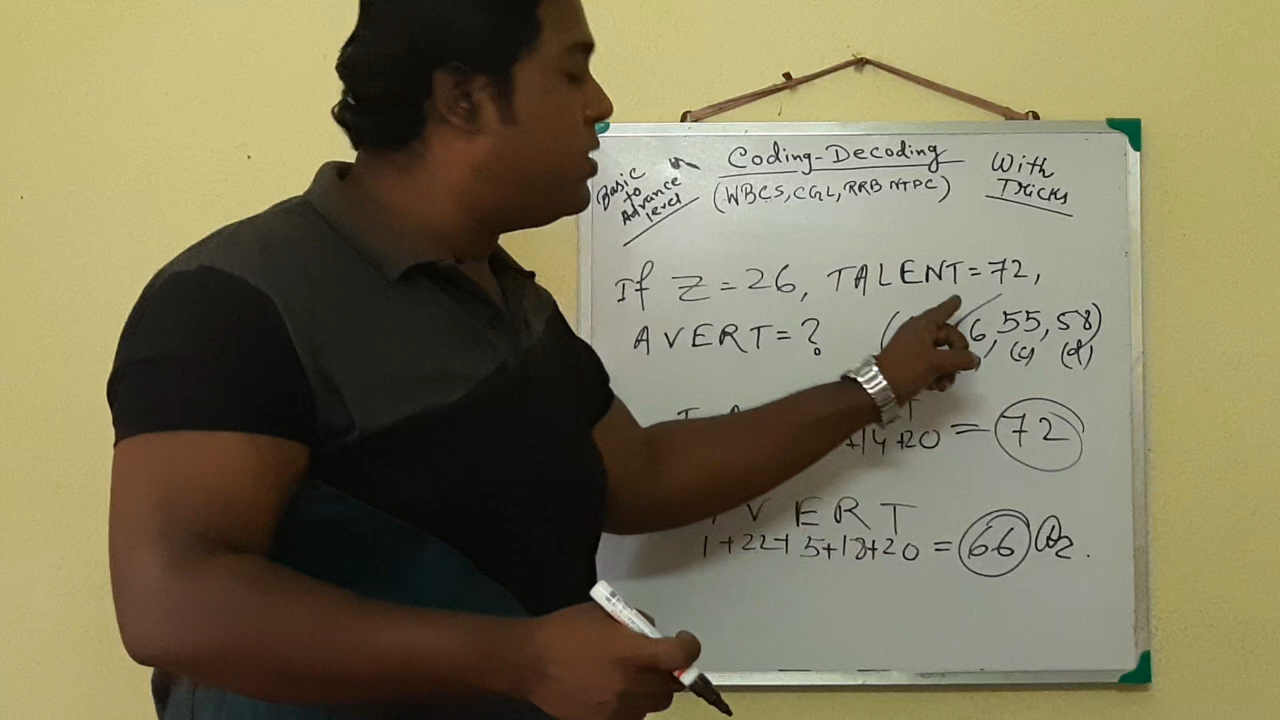 Basic
to
Advance
level
Coding-Decoding
(WBCS, CGL, RRB NTPC)
With
Tricks
If Z = 26, TALENT = 72,
AVERT = ? ( 6, 55, 58)
(c) (d)
T
+14+20 = 72
V E R T
1+22+5+18+20 = 66